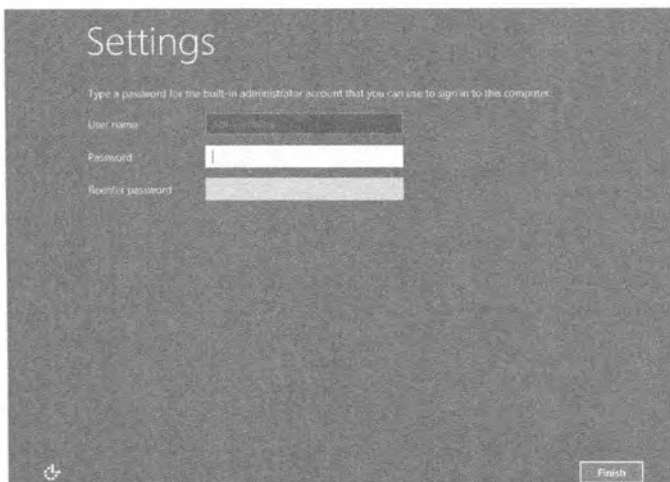 Settings
Type a password for the built-in administrator account that you can use to sign in to this computer.
User name
Password
Reenter password
Finish